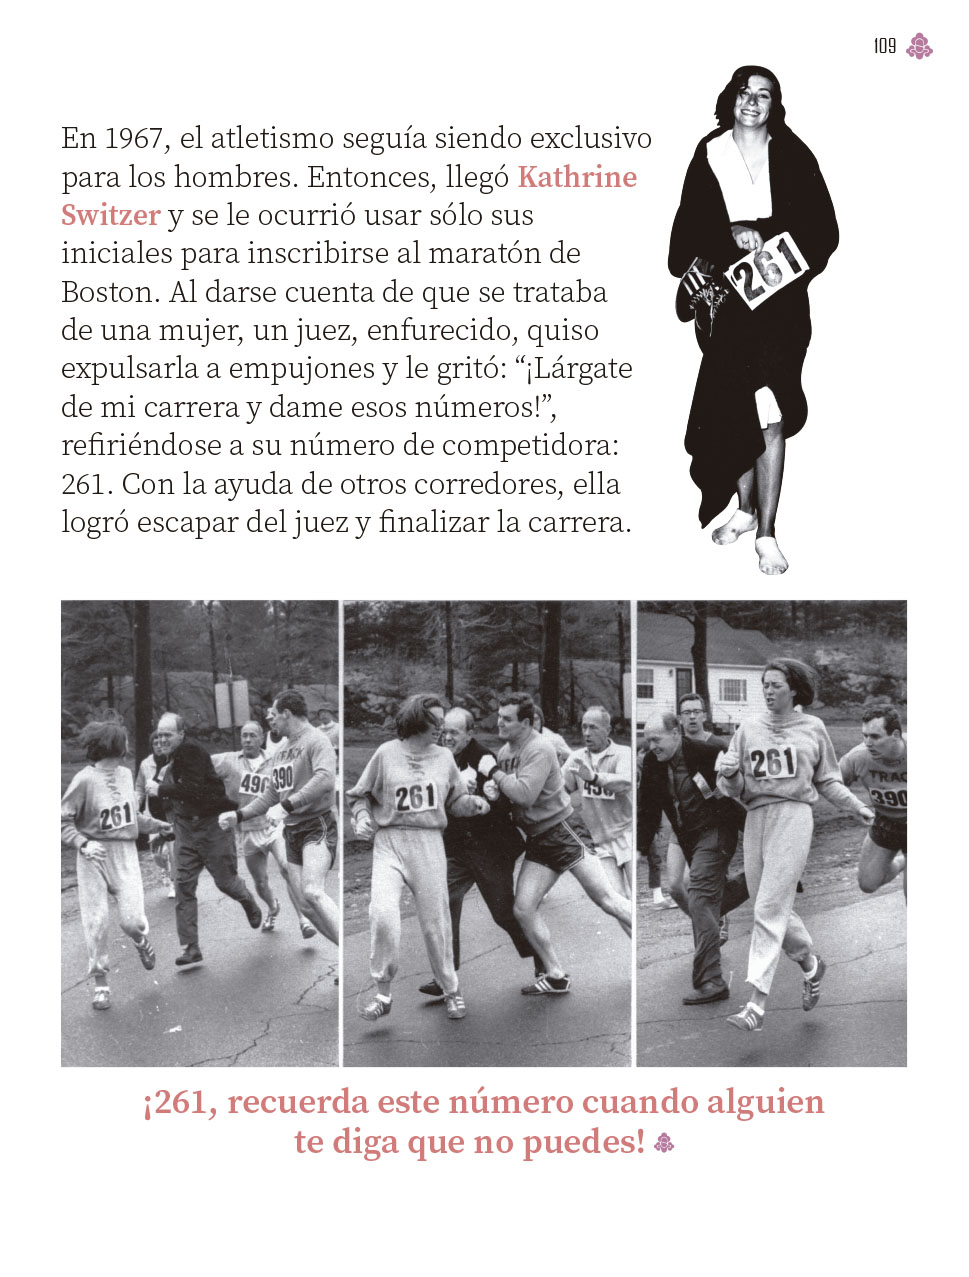 109
En 1967, el atletismo seguía siendo exclusivo
para los hombres. Entonces, llegó Kathrine
Switzer y se le ocurrió usar sólo sus
iniciales para inscribirse al maratón de
Boston. Al darse cuenta de que se trataba
de una mujer, un juez, enfurecido, quiso
expulsarla a empujones y le gritó: “¡Lárgate
de mi carrera y dame esos números!”,
refiriéndose a su número de competidora:
261. Con la ayuda de otros corredores, ella
logró escapar del juez y finalizar la carrera.
261
261
490
390
TRACK
261
261
TRAC
390
¡261, recuerda este número cuando alguien
te diga que no puedes!